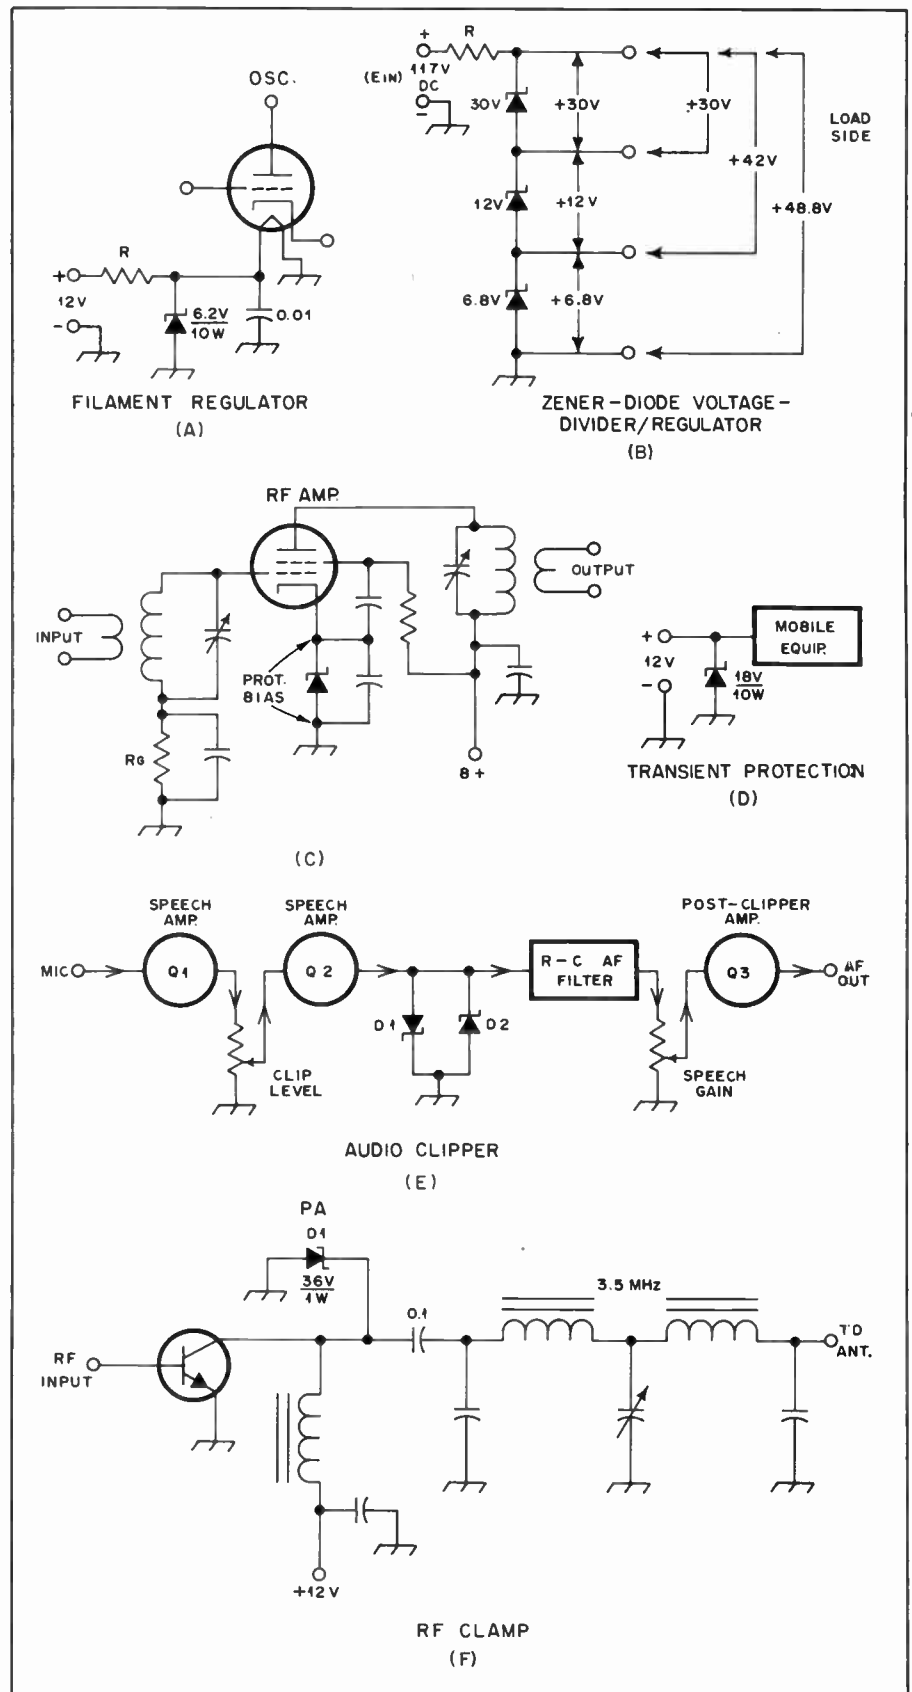 OSC.
R
+
12V
-
6.2V
10W
0.01
FILAMENT REGULATOR
(A)
+
R
(EIN)
117V
DC
-
30V
+30V
+30V
LOAD
SIDE
+42V
12V
+12V
+48.8V
6.8V
+6.8V
ZENER-DIODE VOLTAGE-
DIVIDER/REGULATOR
(B)
RF AMP.
INPUT
OUTPUT
PROT.
BIAS
RG
8+
(C)
+
12V
-
MOBILE
EQUIP.
18V
10W
TRANSIENT PROTECTION
(D)
SPEECH
AMP.
SPEECH
AMP.
POST-CLIPPER
AMP.
MIC
Q1
Q2
R-C AF
FILTER
Q3
AF
OUT
D1
D2
CLIP
LEVEL
SPEECH
GAIN
AUDIO CLIPPER
(E)
PA
D1
36V
1W
3.5 MHz
0.1
RF
INPUT
TO
ANT.
+12V
RF CLAMP
(F)